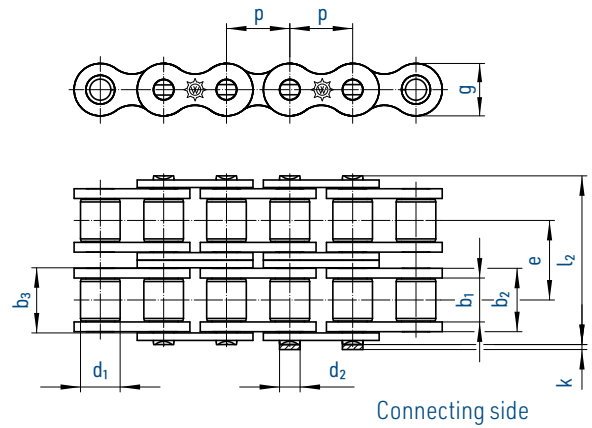 p p
g
b₃
b₁ b₂ e l₂
d₁ d₂ k
Connecting side